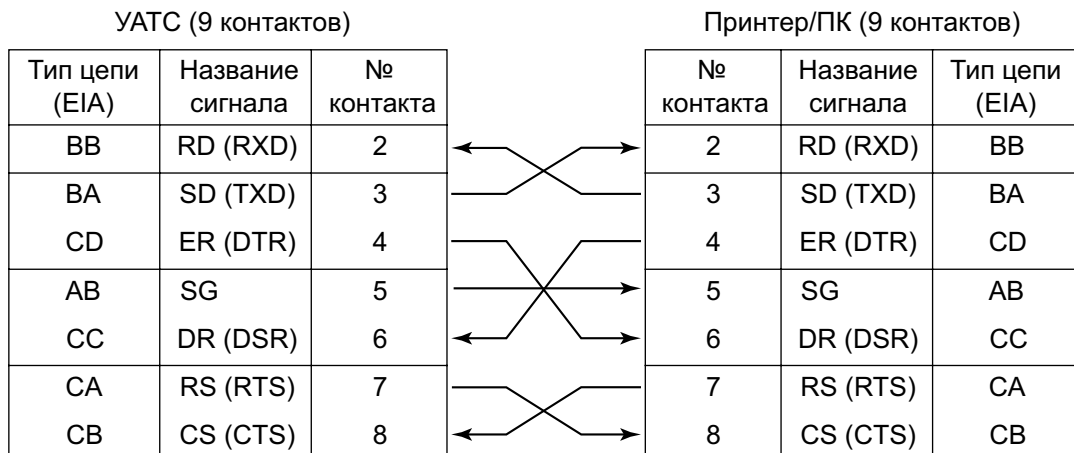 УАТС (9 контактов) Принтер/ПК (9 контактов)
Тип цепи (EIA) Название сигнала № контакта № контакта Название сигнала Тип цепи (EIA)
BB RD (RXD) 2 2 RD (RXD) BB
BA SD (TXD) 3 3 SD (TXD) BA
CD ER (DTR) 4 4 ER (DTR) CD
AB SG 5 5 SG AB
CC DR (DSR) 6 6 DR (DSR) CC
CA RS (RTS) 7 7 RS (RTS) CA
CB CS (CTS) 8 8 CS (CTS) CB